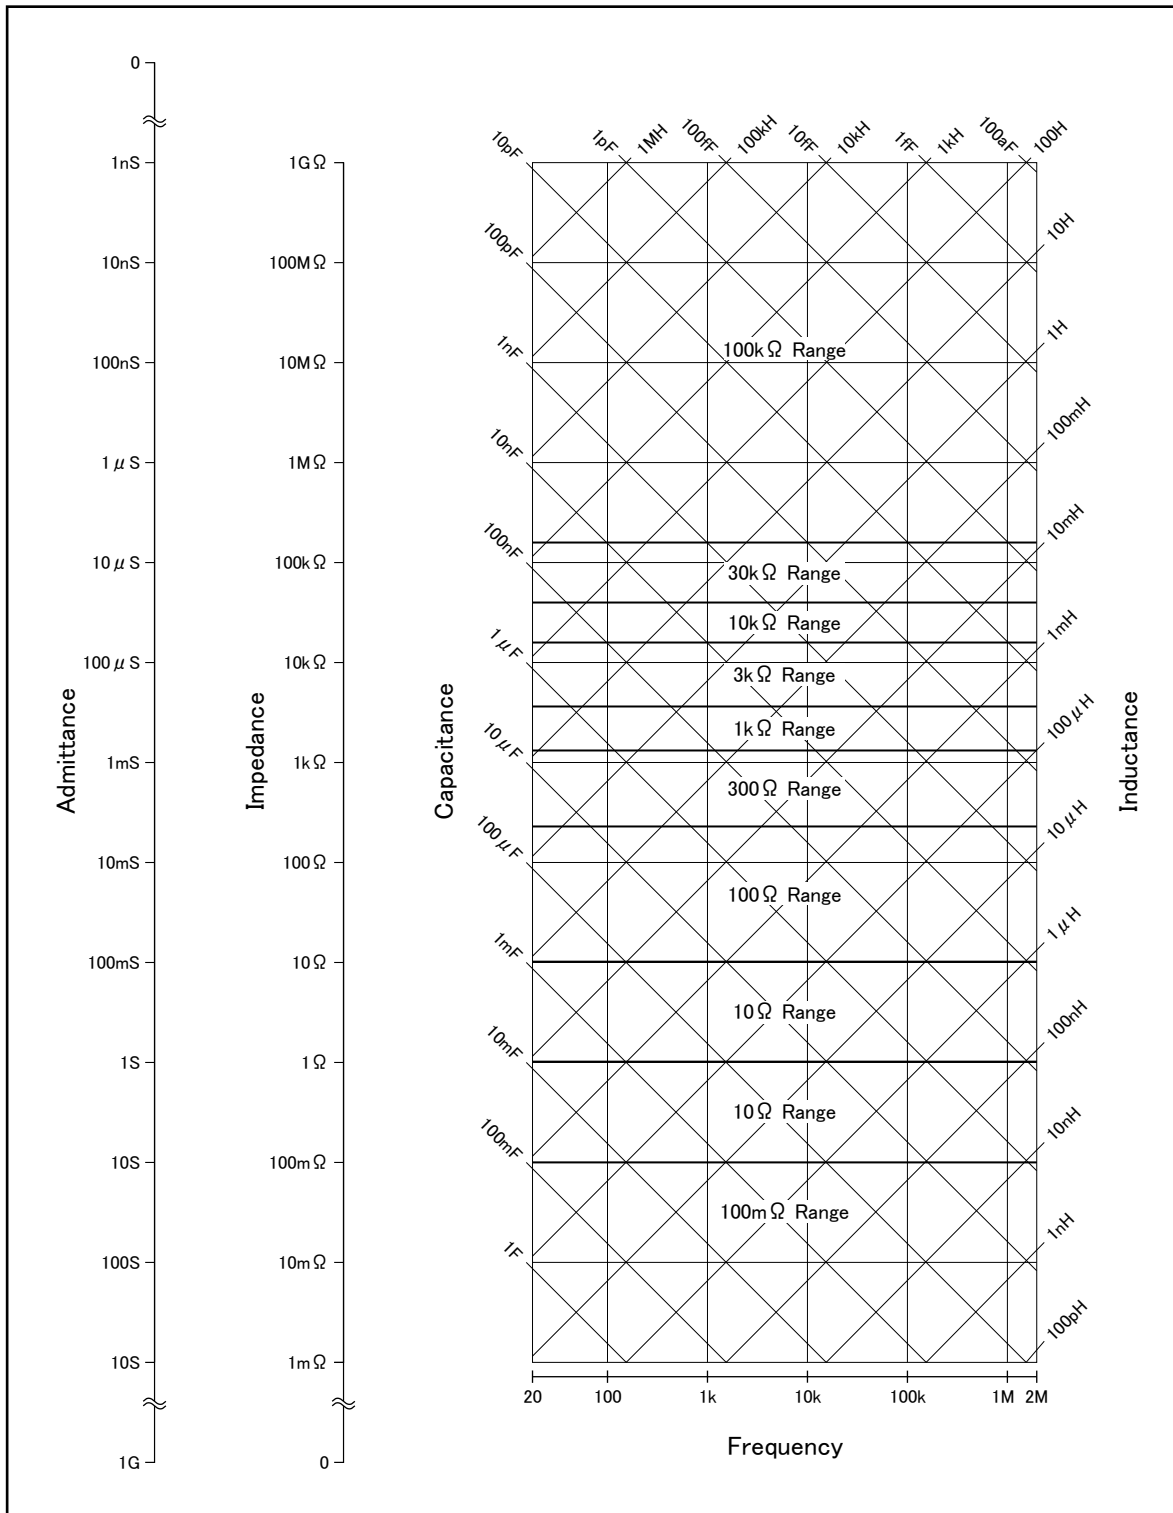 0
1nS
10nS
100nS
1μS
10μS
100μS
1mS
10mS
100mS
1S
10S
100S
10S
1G
Admittance
1GΩ
100MΩ
10MΩ
1MΩ
100kΩ
10kΩ
1kΩ
100Ω
10Ω
1Ω
100mΩ
10mΩ
1mΩ
0
Impedance
Capacitance
10pF
100pF
1nF
10nF
100nF
1μF
10μF
100μF
1mF
10mF
100mF
1F
1pF
1MH
100fF
100kH
10fF
10kH
1fF
1kH
100aF
100H
10H
1H
100mH
10mH
1mH
100μH
10μH
1μH
100nH
10nH
1nH
100pH
Inductance
100kΩ Range
30kΩ Range
10kΩ Range
3kΩ Range
1kΩ Range
300Ω Range
100Ω Range
10Ω Range
10Ω Range
100mΩ Range
20 100 1k 10k 100k 1M 2M
Frequency